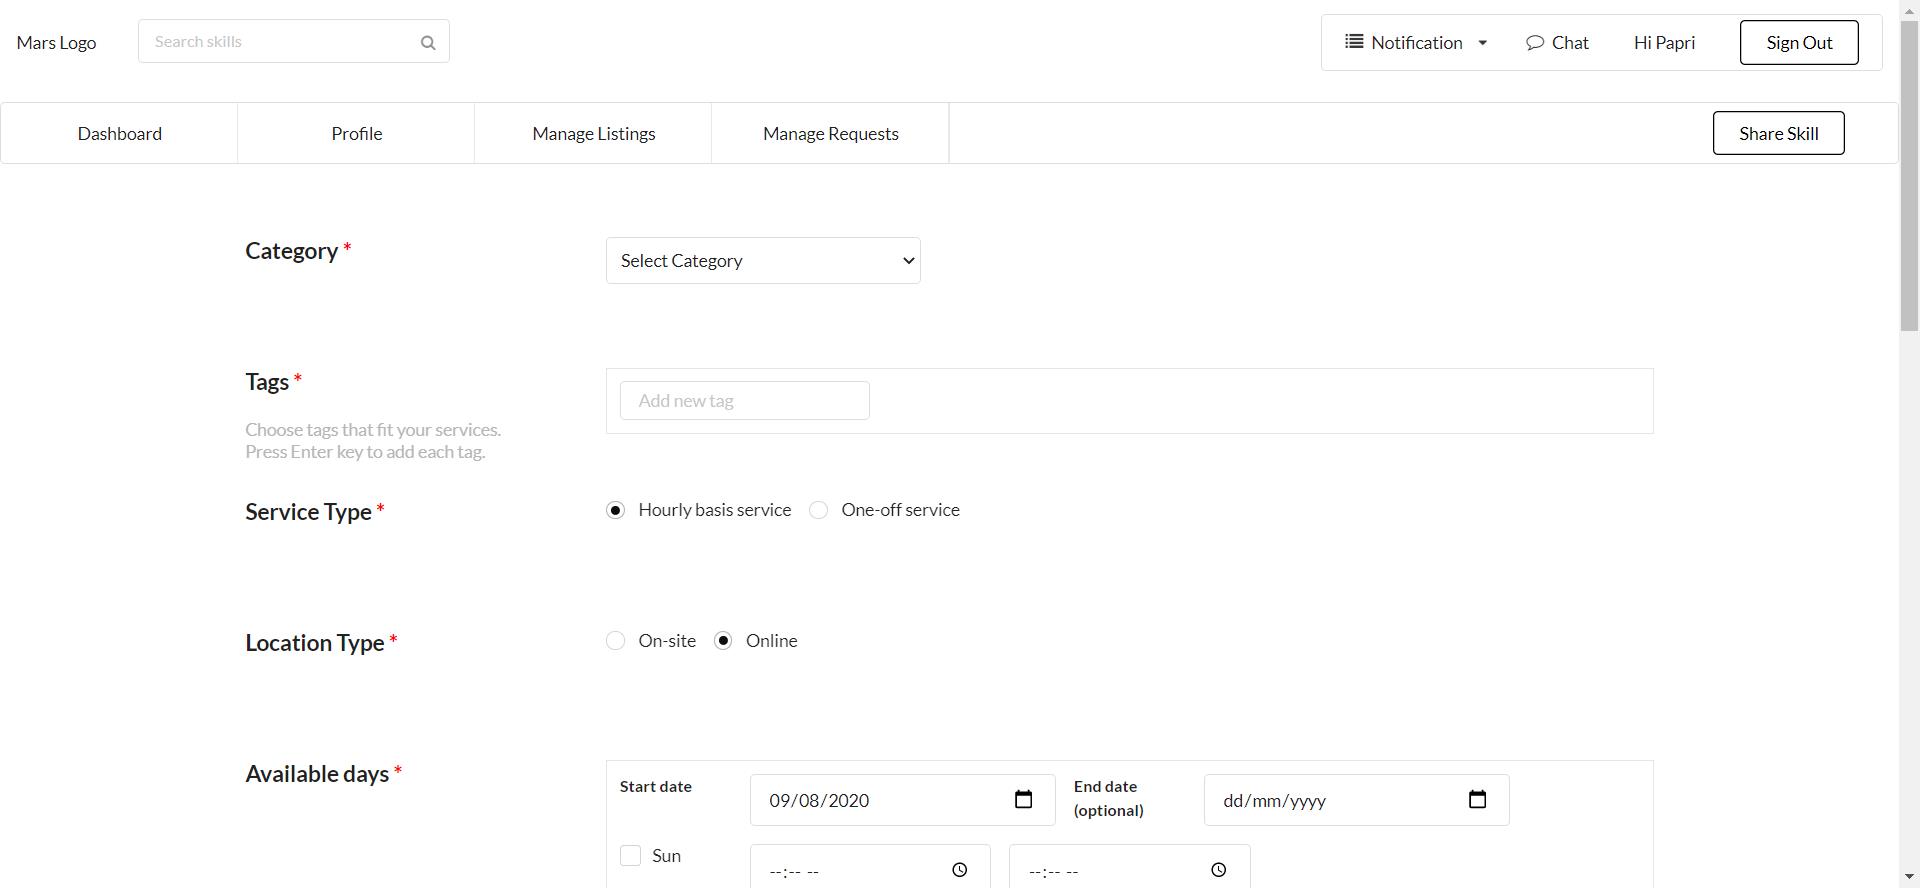 Mars Logo
Search skills
Notification
Chat
Hi Papri
Sign Out
Dashboard
Profile
Manage Listings
Manage Requests
Share Skill
Category *
Select Category
Tags *
Add new tag
Choose tags that fit your services.
Press Enter key to add each tag.
Service Type *
Hourly basis service
One-off service
Location Type *
On-site
Online
Available days *
Start date
09/08/2020
End date
(optional)
dd/mm/yyyy
Sun
--:-- --
--:-- --